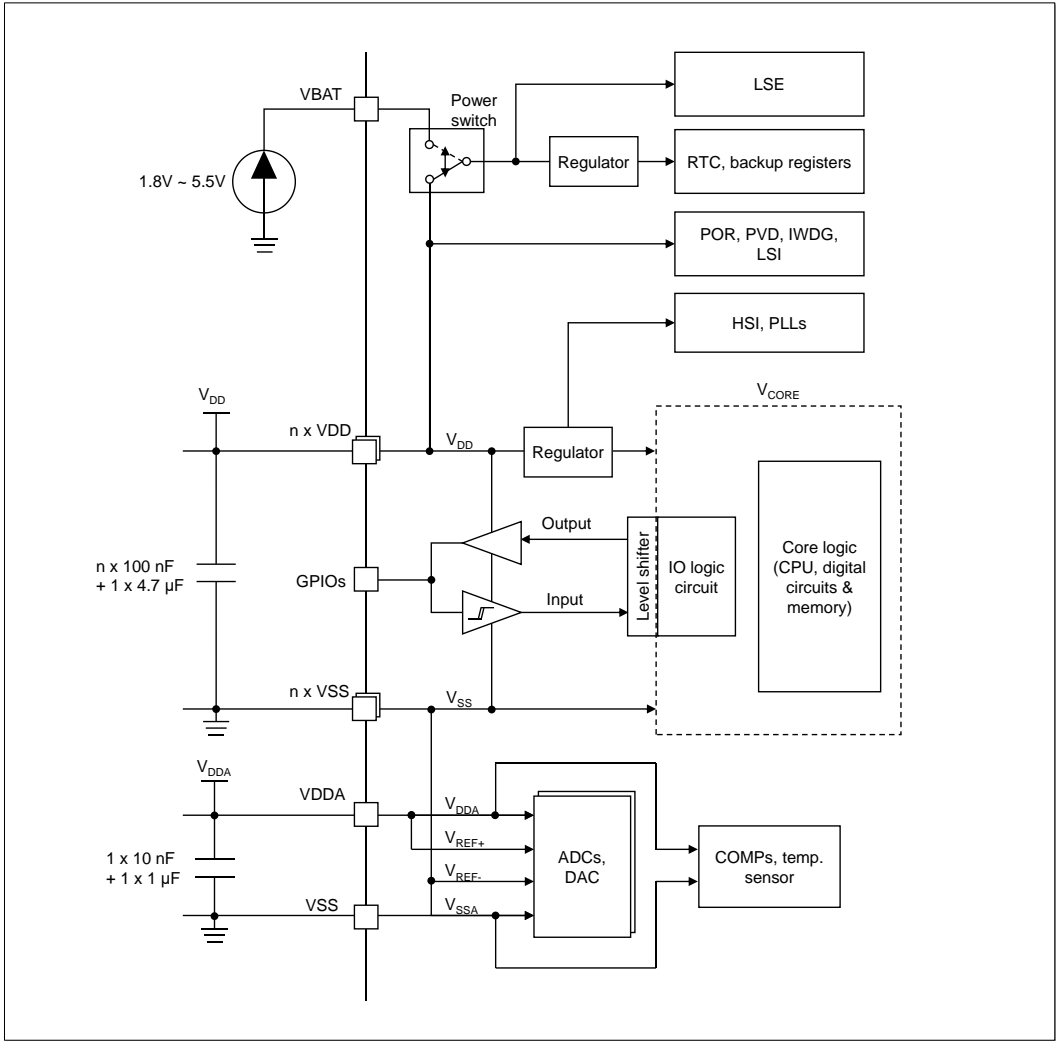 LSE
VBAT
Power
switch
Regulator
RTC, backup registers
1.8V ~ 5.5V
POR, PVD, IWDG,
LSI
HSI, PLLs
VDD
VCORE
n x VDD
VDD
Regulator
Output
n x 100 nF
+ 1 x 4.7 µF
GPIOs
Level shifter
IO logic
circuit
Core logic
(CPU, digital
circuits &
memory)
Input
n x VSS
VSS
VDDA
VDDA
VDDA
VREF+
1 x 10 nF
+ 1 x 1 µF
ADCs,
DAC
COMPs, temp.
sensor
VREF-
VSS
VSSA